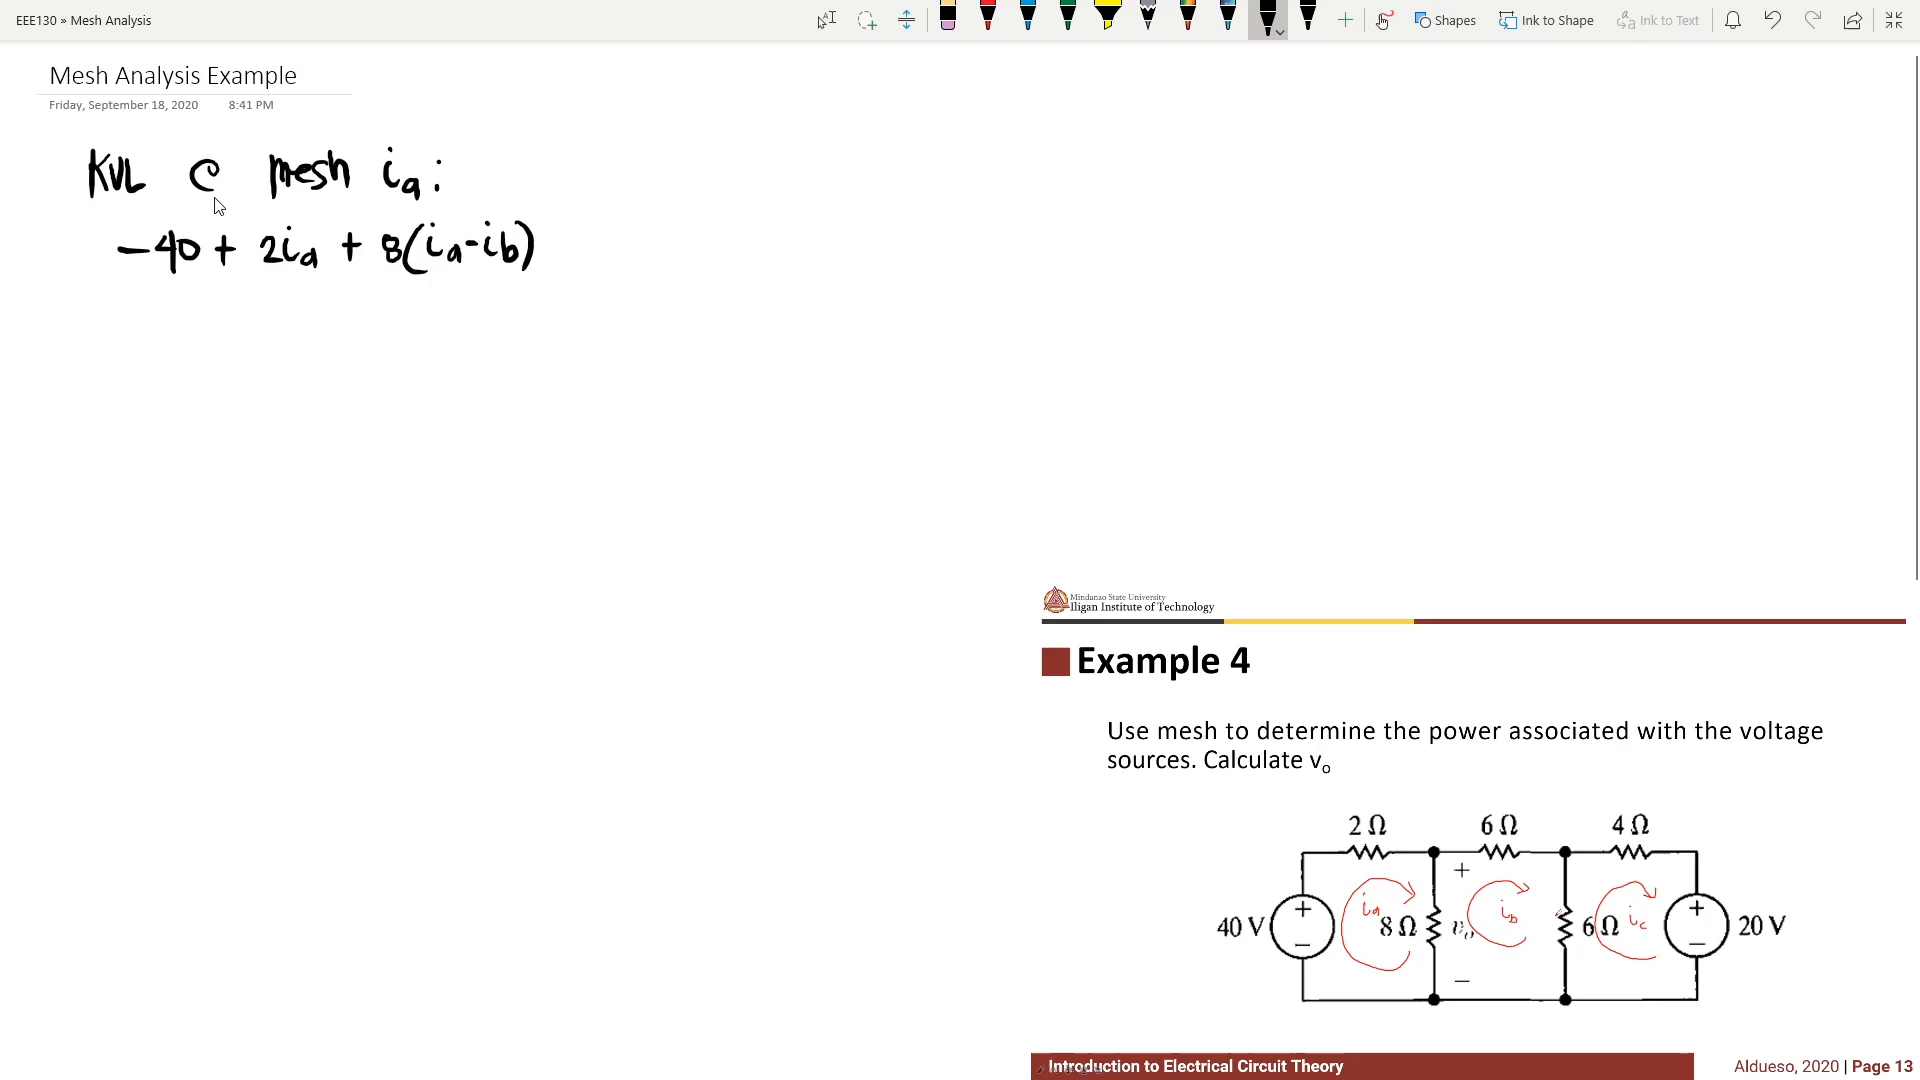 EEE130 » Mesh Analysis
Shapes
Ink to Shape
Ink to Text
Mesh Analysis Example
Friday, September 18, 2020 8:41 PM
KVL @ mesh ia:
-40 + 2ia + 8(ia-ib)
Mindanao State University
Iligan Institute of Technology
Example 4
Use mesh to determine the power associated with the voltage
sources. Calculate vo
2 Ω 6 Ω 4 Ω
+
40 V + − ia 8 Ω vo ib 6 Ω ic + − 20 V
−
Introduction to Electrical Circuit Theory
Aldueso, 2020 | Page 13